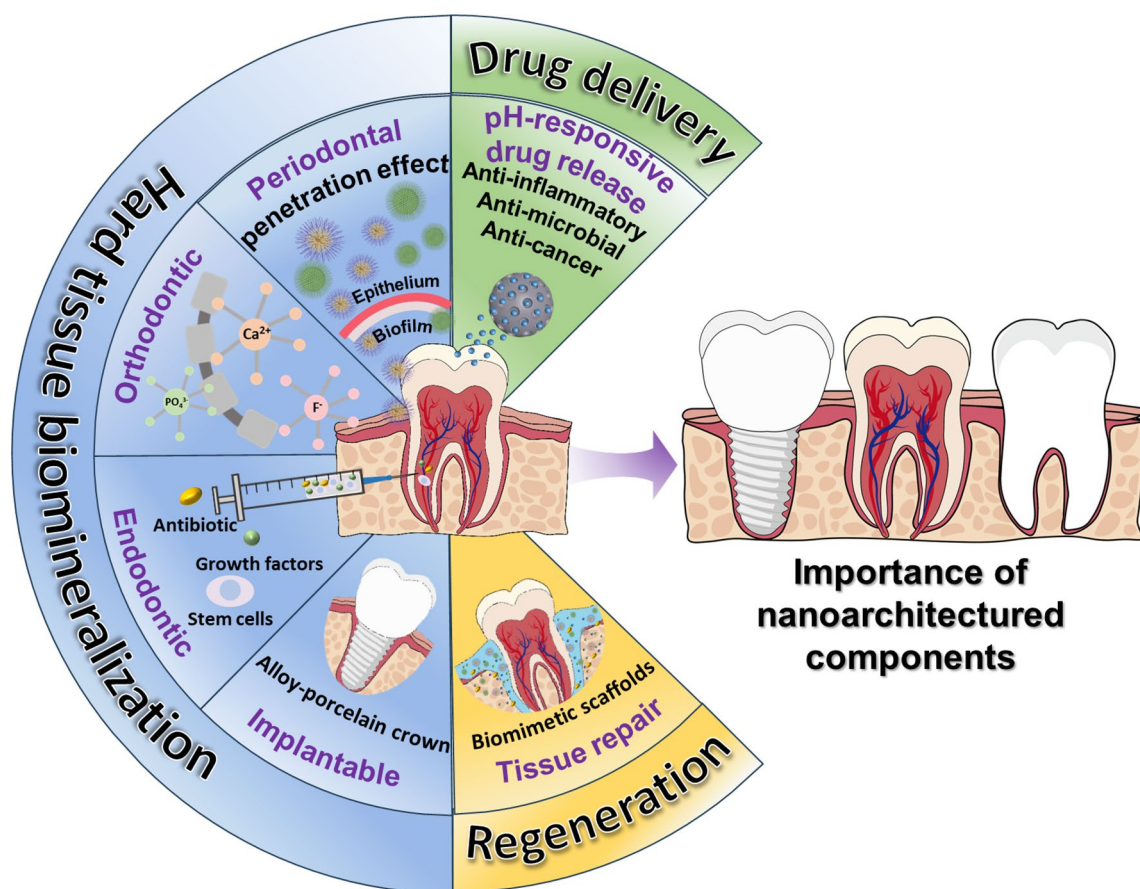 Drug delivery
pH-responsive
drug release
Anti-inflammatory
Anti-microbial
Anti-cancer
Hard tissue biomineralization
Periodontal
penetration effect
Epithelium
Biofilm
Orthodontic
Ca²⁺
PO₄³⁻
F⁻
Endodontic
Antibiotic
Growth factors
Stem cells
Implantable
Alloy-porcelain crown
Biomimetic scaffolds
Tissue repair
Regeneration
Importance of
nanoarchitectured
components